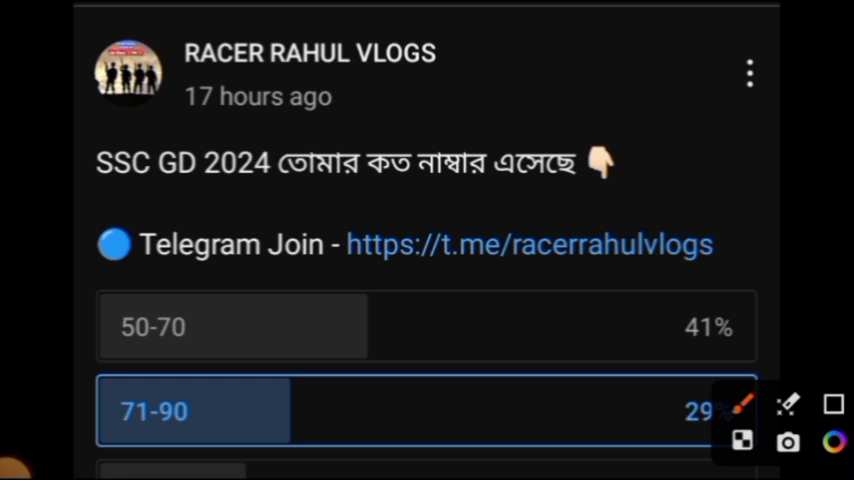 RACER RAHUL VLOGS
17 hours ago
SSC GD 2024 তোমার কত নাম্বার এসেছে 👇🏻
🔵 Telegram Join - https://t.me/racerrahulvlogs
50-70 41%
71-90 29%